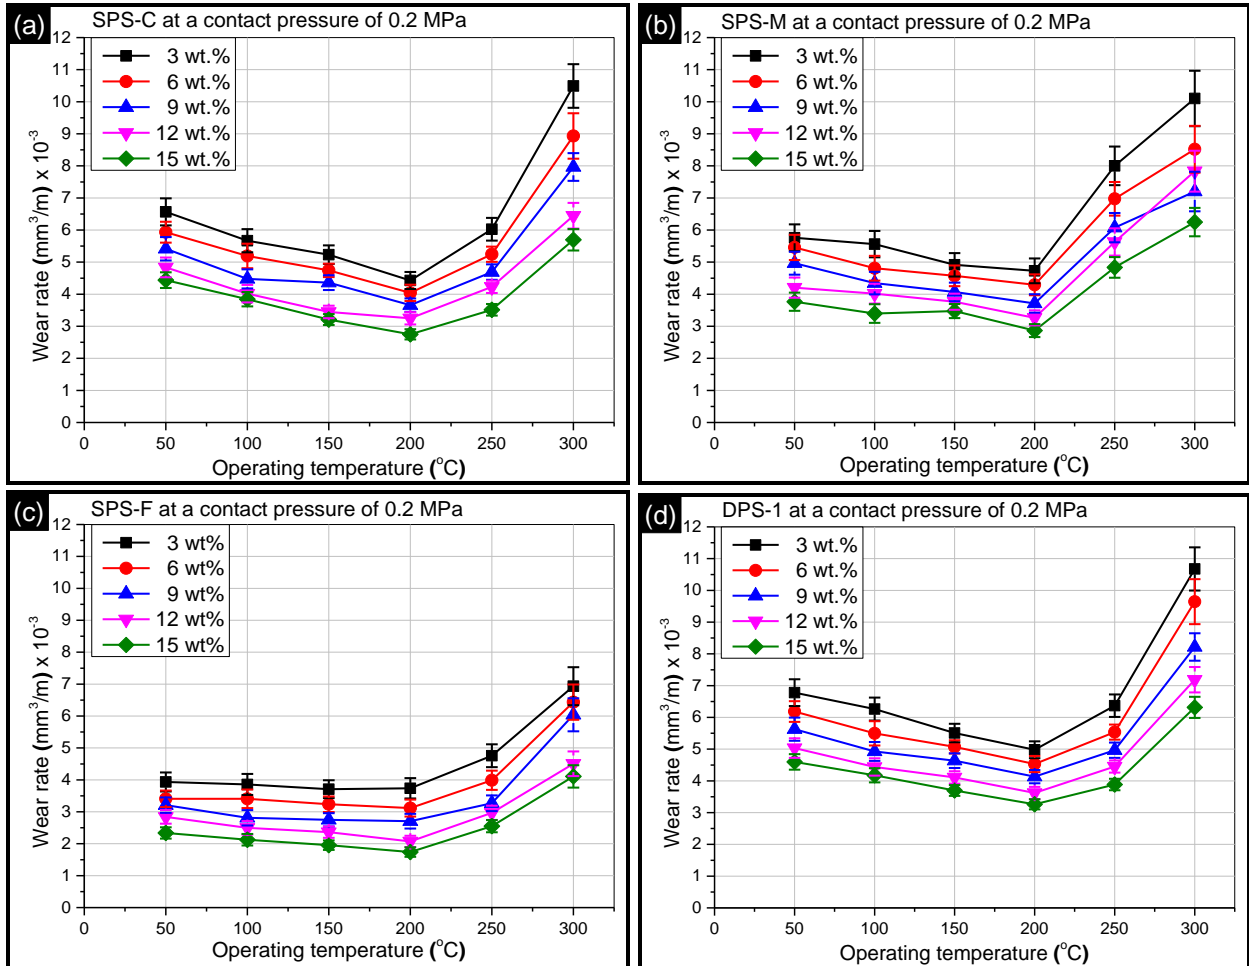 (a) SPS-C at a contact pressure of 0.2 MPa
12
11
10
9
8
7
6
5
4
3
2
1
0
Wear rate (mm³/m) x 10⁻³
3 wt.%
6 wt.%
9 wt.%
12 wt.%
15 wt.%
0 50 100 150 200 250 300
Operating temperature (°C)
(b) SPS-M at a contact pressure of 0.2 MPa
12
11
10
9
8
7
6
5
4
3
2
1
0
Wear rate (mm³/m) x 10⁻³
3 wt.%
6 wt.%
9 wt.%
12 wt.%
15 wt.%
0 50 100 150 200 250 300
Operating temperature (°C)
(c) SPS-F at a contact pressure of 0.2 MPa
12
11
10
9
8
7
6
5
4
3
2
1
0
Wear rate (mm³/m) x 10⁻³
3 wt%
6 wt%
9 wt%
12 wt%
15 wt%
0 50 100 150 200 250 300
Operating temperature (°C)
(d) DPS-1 at a contact pressure of 0.2 MPa
12
11
10
9
8
7
6
5
4
3
2
1
0
Wear rate (mm³/m) x 10⁻³
3 wt.%
6 wt.%
9 wt.%
12 wt.%
15 wt.%
0 50 100 150 200 250 300
Operating temperature (°C)